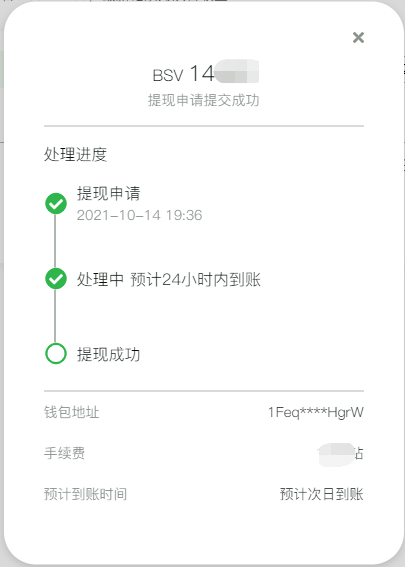 BSV 14
提现申请提交成功
处理进度
提现申请
2021-10-14 19:36
处理中 预计24小时内到账
提现成功
钱包地址 1Feq****HgrW
手续费
预计到账时间 预计次日到账